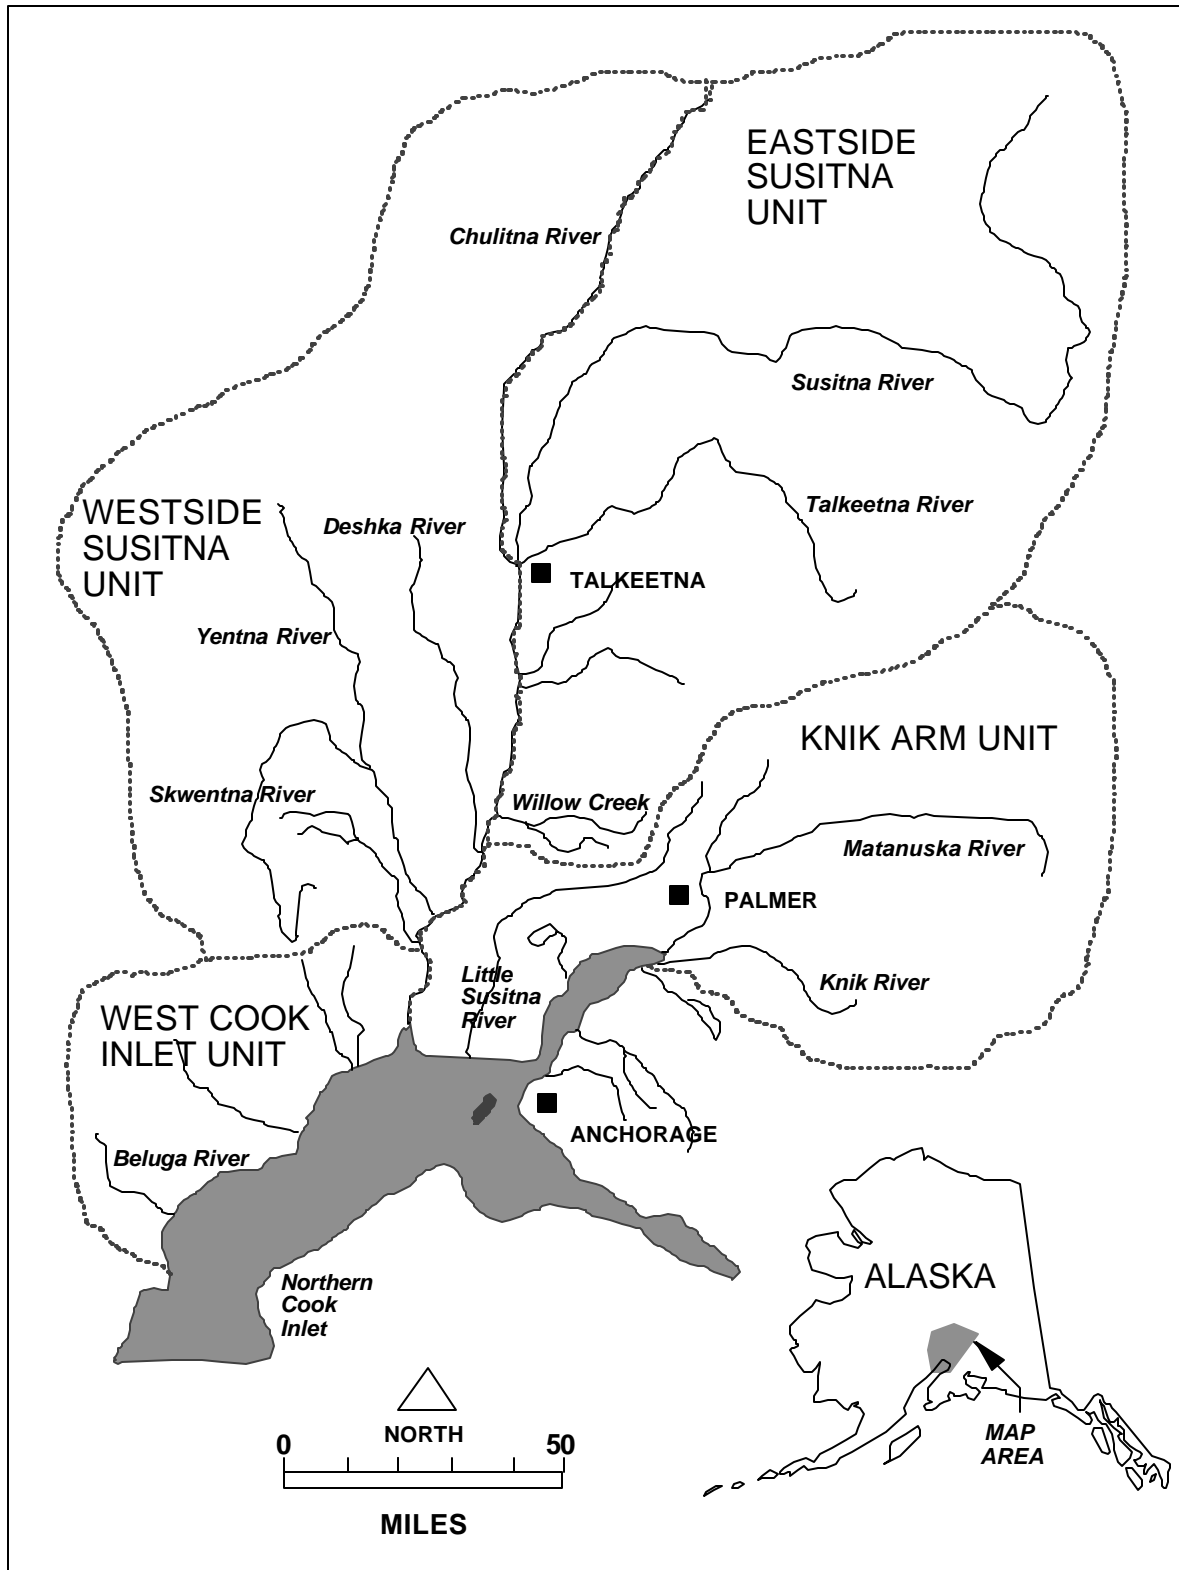 EASTSIDE
SUSITNA
UNIT
Chulitna River
Susitna River
WESTSIDE
SUSITNA
UNIT
Deshka River
Talkeetna River
TALKEETNA
Yentna River
KNIK ARM UNIT
Skwentna River
Willow Creek
Matanuska River
PALMER
Little
Susitna
River
Knik River
WEST COOK
INLET UNIT
ANCHORAGE
Beluga River
Northern
Cook
Inlet
ALASKA
MAP
AREA
NORTH
0 50
MILES